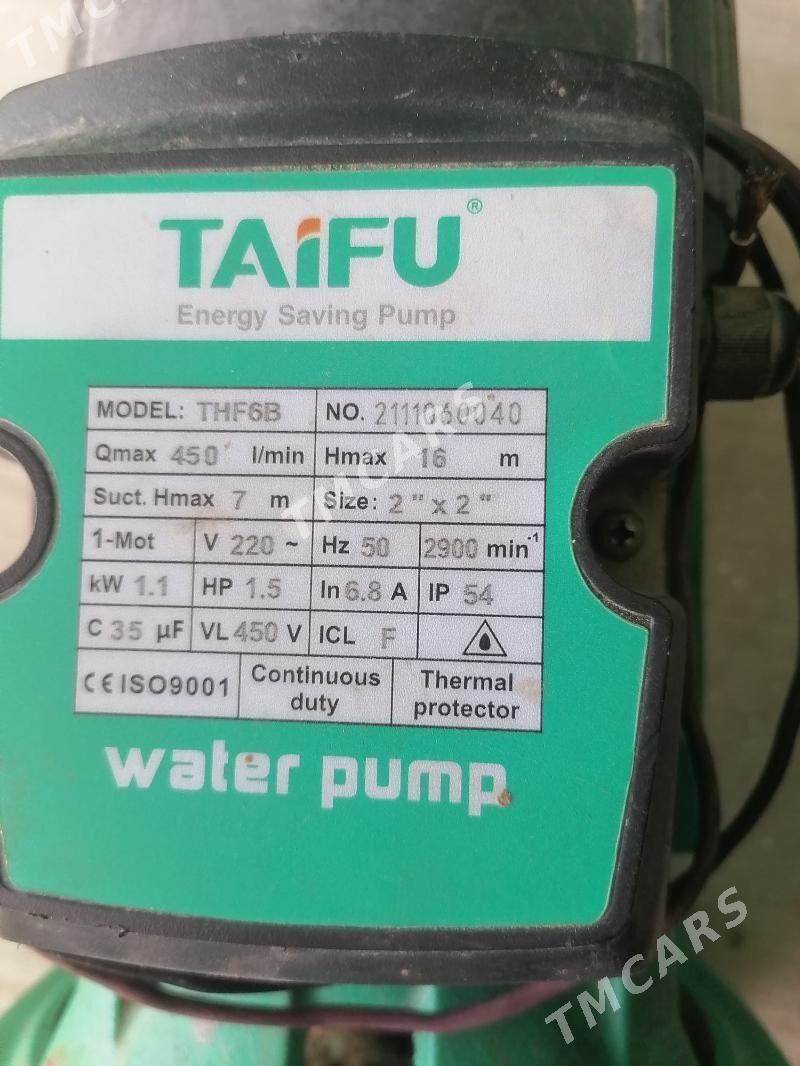 TMCARS
TAIFU®
Energy Saving Pump
MODEL: THF6B NO. 2111060040
Qmax 450 l/min Hmax 16 m
Suct. Hmax 7 m Size: 2 " x 2 "
TMCARS
1-Mot V 220 ~ Hz 50 2900 min-1
kW 1.1 HP 1.5 In 6.8 A IP 54
C 35 µF VL 450 V ICL F
CE ISO9001 Continuous duty Thermal protector
water pump
TMCARS